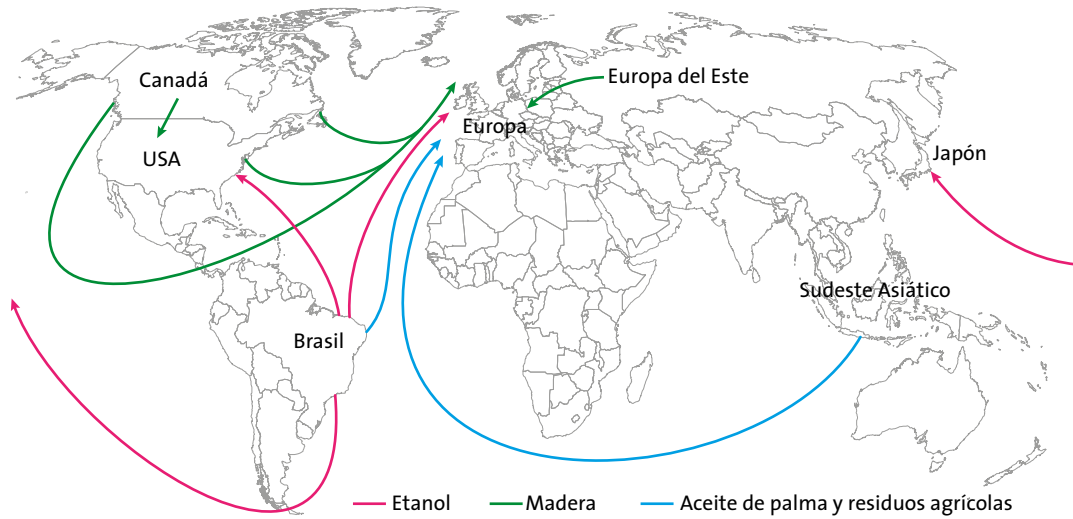 Canadá
Europa del Este
USA
Europa
Japón
Sudeste Asiático
Brasil
Etanol
Madera
Aceite de palma y residuos agrícolas